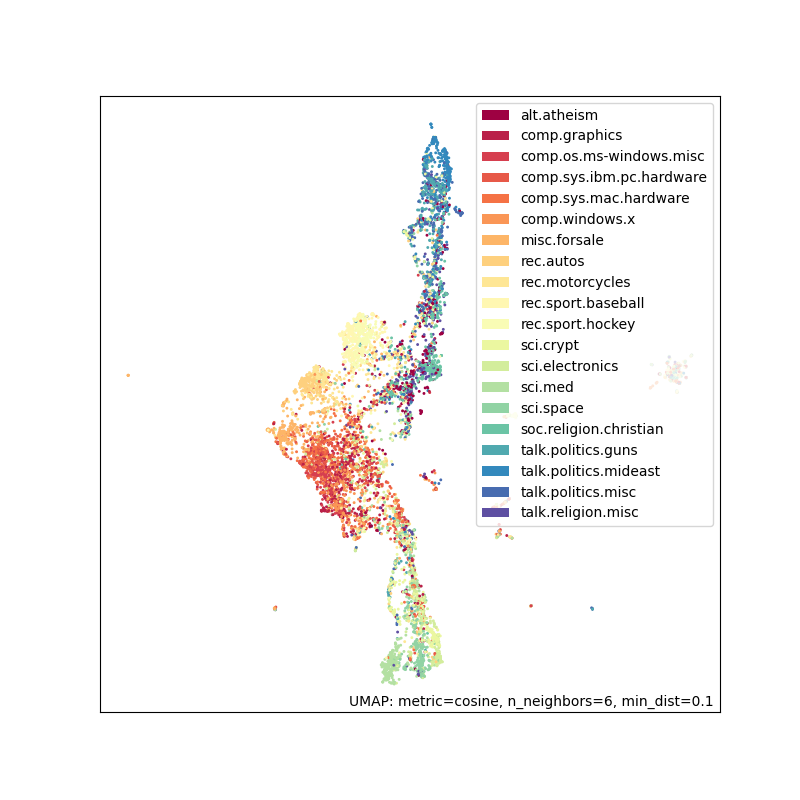 alt.atheism
comp.graphics
comp.os.ms-windows.misc
comp.sys.ibm.pc.hardware
comp.sys.mac.hardware
comp.windows.x
misc.forsale
rec.autos
rec.motorcycles
rec.sport.baseball
rec.sport.hockey
sci.crypt
sci.electronics
sci.med
sci.space
soc.religion.christian
talk.politics.guns
talk.politics.mideast
talk.politics.misc
talk.religion.misc
UMAP: metric=cosine, n_neighbors=6, min_dist=0.1